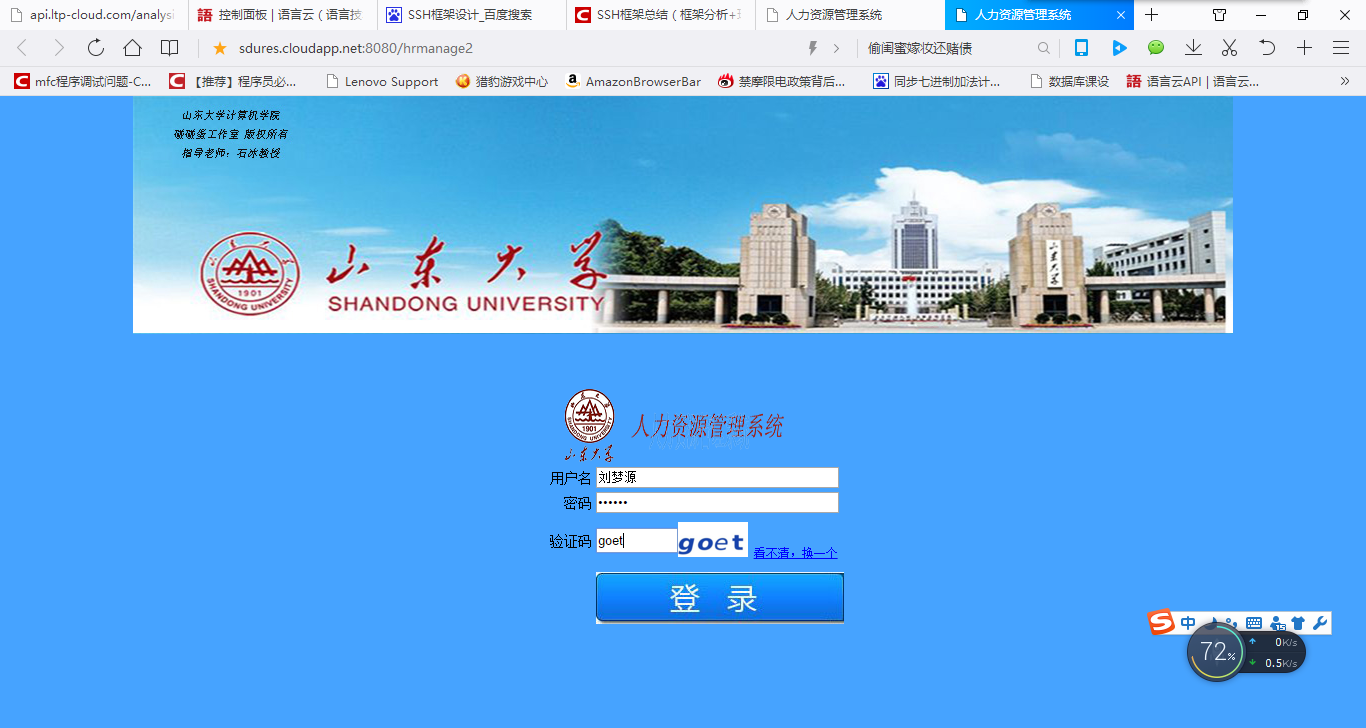 api.ltp-cloud.com/analysi
控制面板 | 语言云（语言技
SSH框架设计_百度搜索
SSH框架总结（框架分析+环
人力资源管理系统
人力资源管理系统
sdures.cloudapp.net:8080/hrmanage2
偷闺蜜嫁妆还赌债
mfc程序调试问题-C...
【推荐】程序员必...
Lenovo Support
猎豹游戏中心
AmazonBrowserBar
禁摩限电政策背后...
同步七进制加法计...
数据库课设
語 语言云API | 语言云...
山东大学计算机学院
碰碰蛋工作室 版权所有
指导老师：石冰教授
山东大学
SHANDONG UNIVERSITY
1901
山东大学
1901
山东大学
人力资源管理系统
用户名 刘梦源
密码 ••••••
验证码 goet goet 看不清，换一个
登 录
中
72%
0K/s
0.5K/s